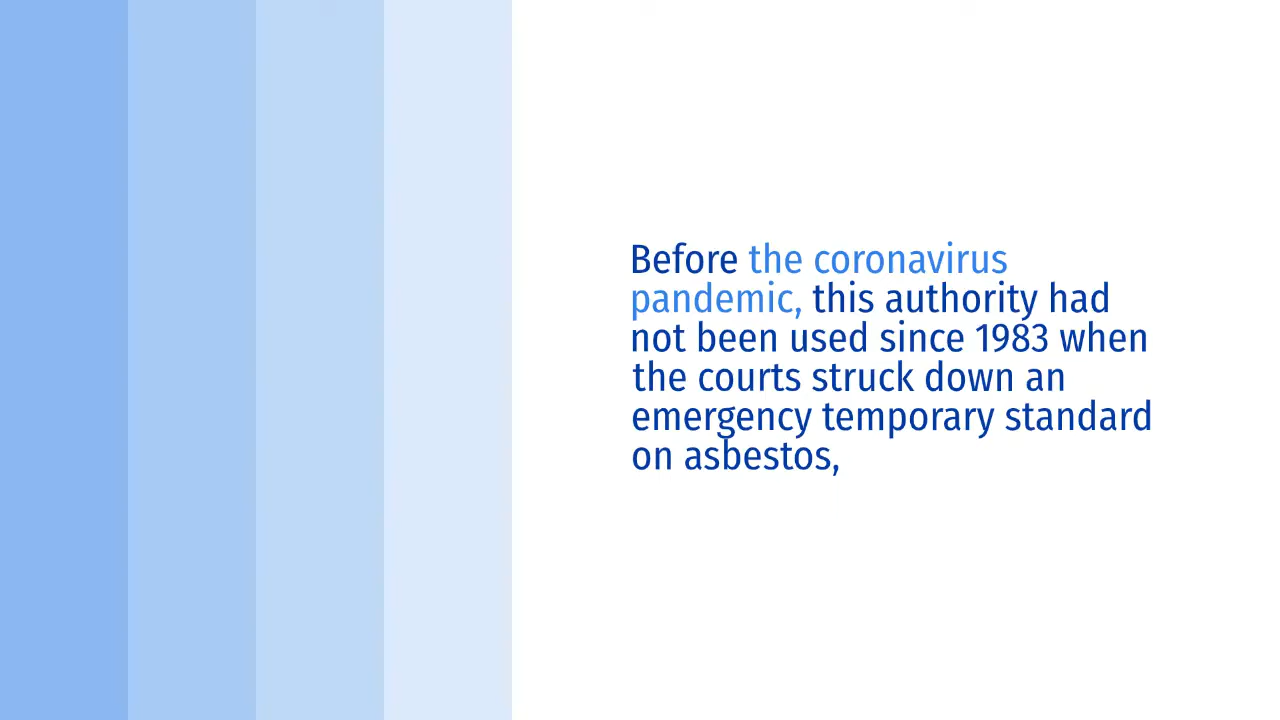 Before the coronavirus
pandemic, this authority had
not been used since 1983 when
the courts struck down an
emergency temporary standard
on asbestos,